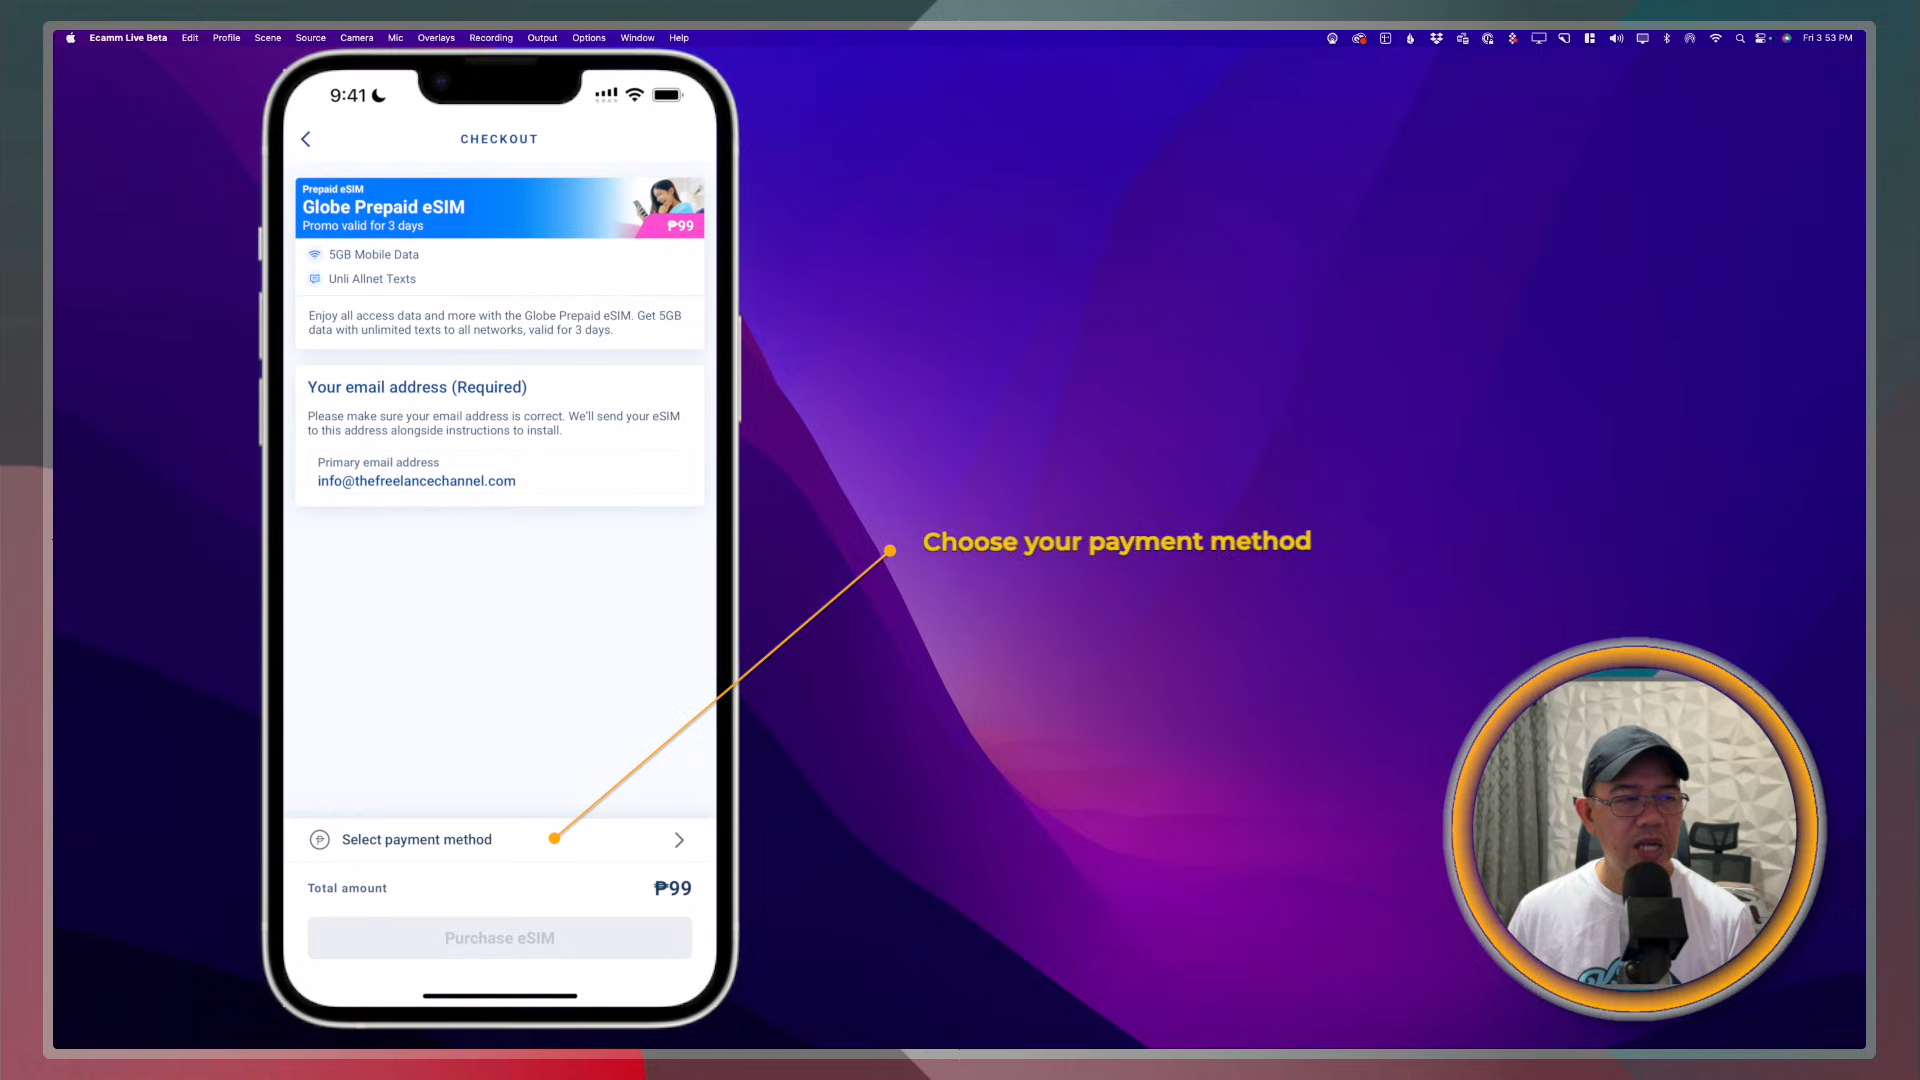 Ecamm Live Beta Edit Profile Scene Source Camera Mic Overlays Recording Output Options Window Help
Fri 3 53 PM
9:41
CHECKOUT
Prepaid eSIM
Globe Prepaid eSIM
Promo valid for 3 days
₱99
5GB Mobile Data
Unli Allnet Texts
Enjoy all access data and more with the Globe Prepaid eSIM. Get 5GB
data with unlimited texts to all networks, valid for 3 days.
Your email address (Required)
Please make sure your email address is correct. We'll send your eSIM
to this address alongside instructions to install.
Primary email address
info@thefreelancechannel.com
Choose your payment method
Select payment method
Total amount
₱99
Purchase eSIM